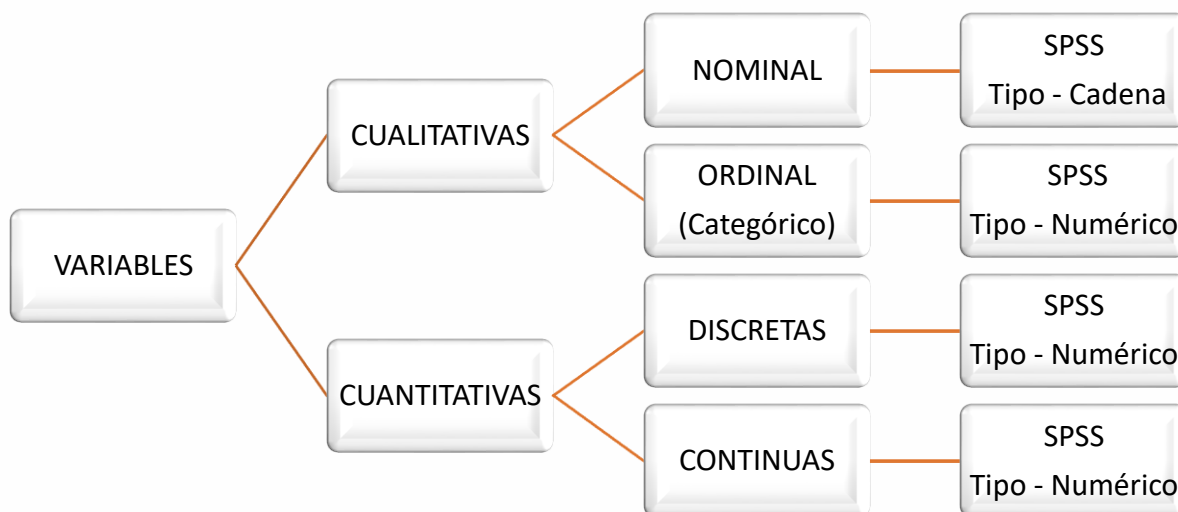 VARIABLES
CUALITATIVAS
NOMINAL
SPSS
Tipo - Cadena
ORDINAL
(Categórico)
SPSS
Tipo - Numérico
CUANTITATIVAS
DISCRETAS
SPSS
Tipo - Numérico
CONTINUAS
SPSS
Tipo - Numérico